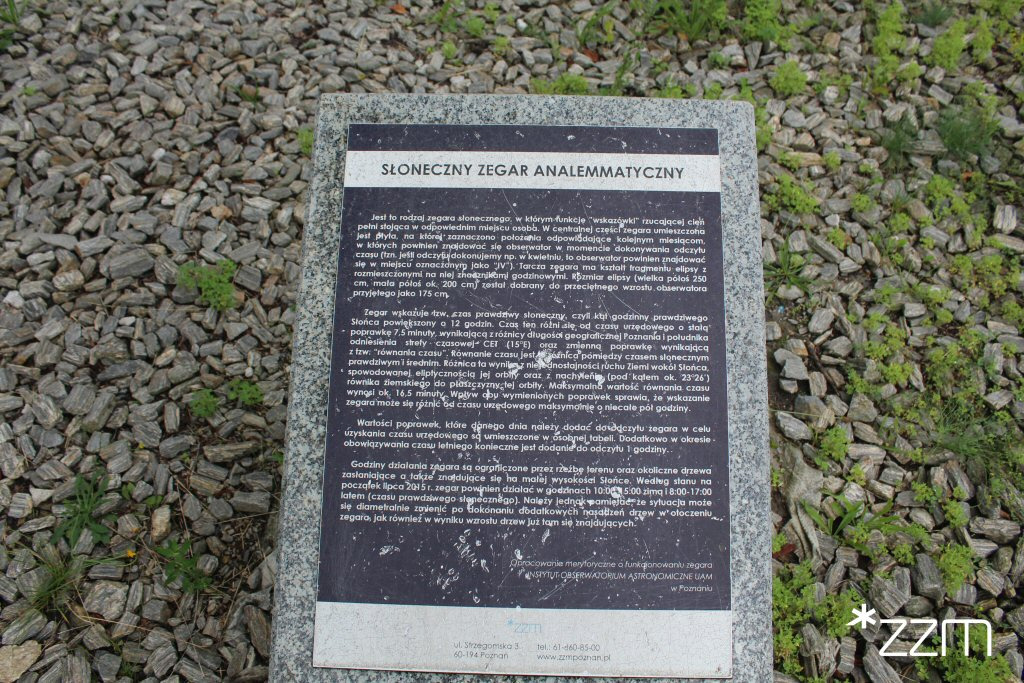 SŁONECZNY ZEGAR ANALEMMATYCZNY
Jest to rodzaj zegara słonecznego, w którym funkcję "wskazówki" rzucającej cień
pełni stojąca w odpowiednim miejscu osoba. W centralnej części zegara umieszczona
jest płyta, na której zaznaczono położenia odpowiadające kolejnym miesiącom,
w których powinien znajdować się obserwator w momencie dokonywania odczytu
czasu (tzn. jeśli odczytu dokonujemy np. w kwietniu, to obserwator powinien znajdować
się w miejscu oznaczonym jako "IV"). Tarcza zegara ma kształt fragmentu elipsy z
rozmieszczonymi na niej znacznikami godzinowymi. Rozmiar elipsy (wielka półoś 250
cm, mała półoś ok. 200 cm) został dobrany do przeciętnego wzrostu obserwatora
przyjętego jako 175 cm.
Zegar wskazuje tzw. czas prawdziwy słoneczny, czyli kąt godzinny prawdziwego
Słońca powiększony o 12 godzin. Czas ten różni się od czasu urzędowego o stałą
poprawkę 7,5 minuty, wynikającą z różnicy długości geograficznej Poznania i południka
odniesienia strefy czasowej CET (15°E) oraz zmienną poprawkę wynikającą
z tzw. "równania czasu". Równanie czasu jest to różnica pomiędzy czasem słonecznym
prawdziwym i średnim. Różnica ta wynika z niejednostajności ruchu Ziemi wokół Słońca,
spowodowanej eliptycznością jej orbity oraz z nachylenia (pod kątem ok. 23°26')
równika ziemskiego do płaszczyzny tej orbity. Maksymalna wartość równania czasu
wynosi ok. 16,5 minuty. Wpływ obu wymienionych poprawek sprawia, że wskazanie
zegara może się różnić od czasu urzędowego maksymalnie o niecałe pół godziny.
Wartości poprawek, które danego dnia należy dodać do odczytu zegara w celu
uzyskania czasu urzędowego są umieszczone w osobnej tabeli. Dodatkowo w okresie
obowiązywania czasu letniego konieczne jest dodanie do odczytu 1 godziny.
Godziny działania zegara są ograniczone przez rzeźbę terenu oraz okoliczne drzewa
zasłaniające a także znajdujące się na małej wysokości Słońce. Według stanu na
początek lipca 2015 r. zegar powinien działać w godzinach 10:00-15:00 zimą i 8:00-17:00
latem (czasu prawdziwego słonecznego). Należy jednak pamiętać, że sytuacja może
się diametralnie zmienić po dokonaniu dodatkowych nasadzeń drzew w otoczeniu
zegara, jak również w wyniku wzrostu drzew już tam się znajdujących.
Opracowanie merytoryczne o funkcjonowaniu zegara
INSTYTUT OBSERWATORIUM ASTRONOMICZNE UAM
w Poznaniu
*zzm
ul. Strzegomska 3 tel.: 61-860-85-00
60-194 Poznań www.zzmpoznan.pl
*zzm